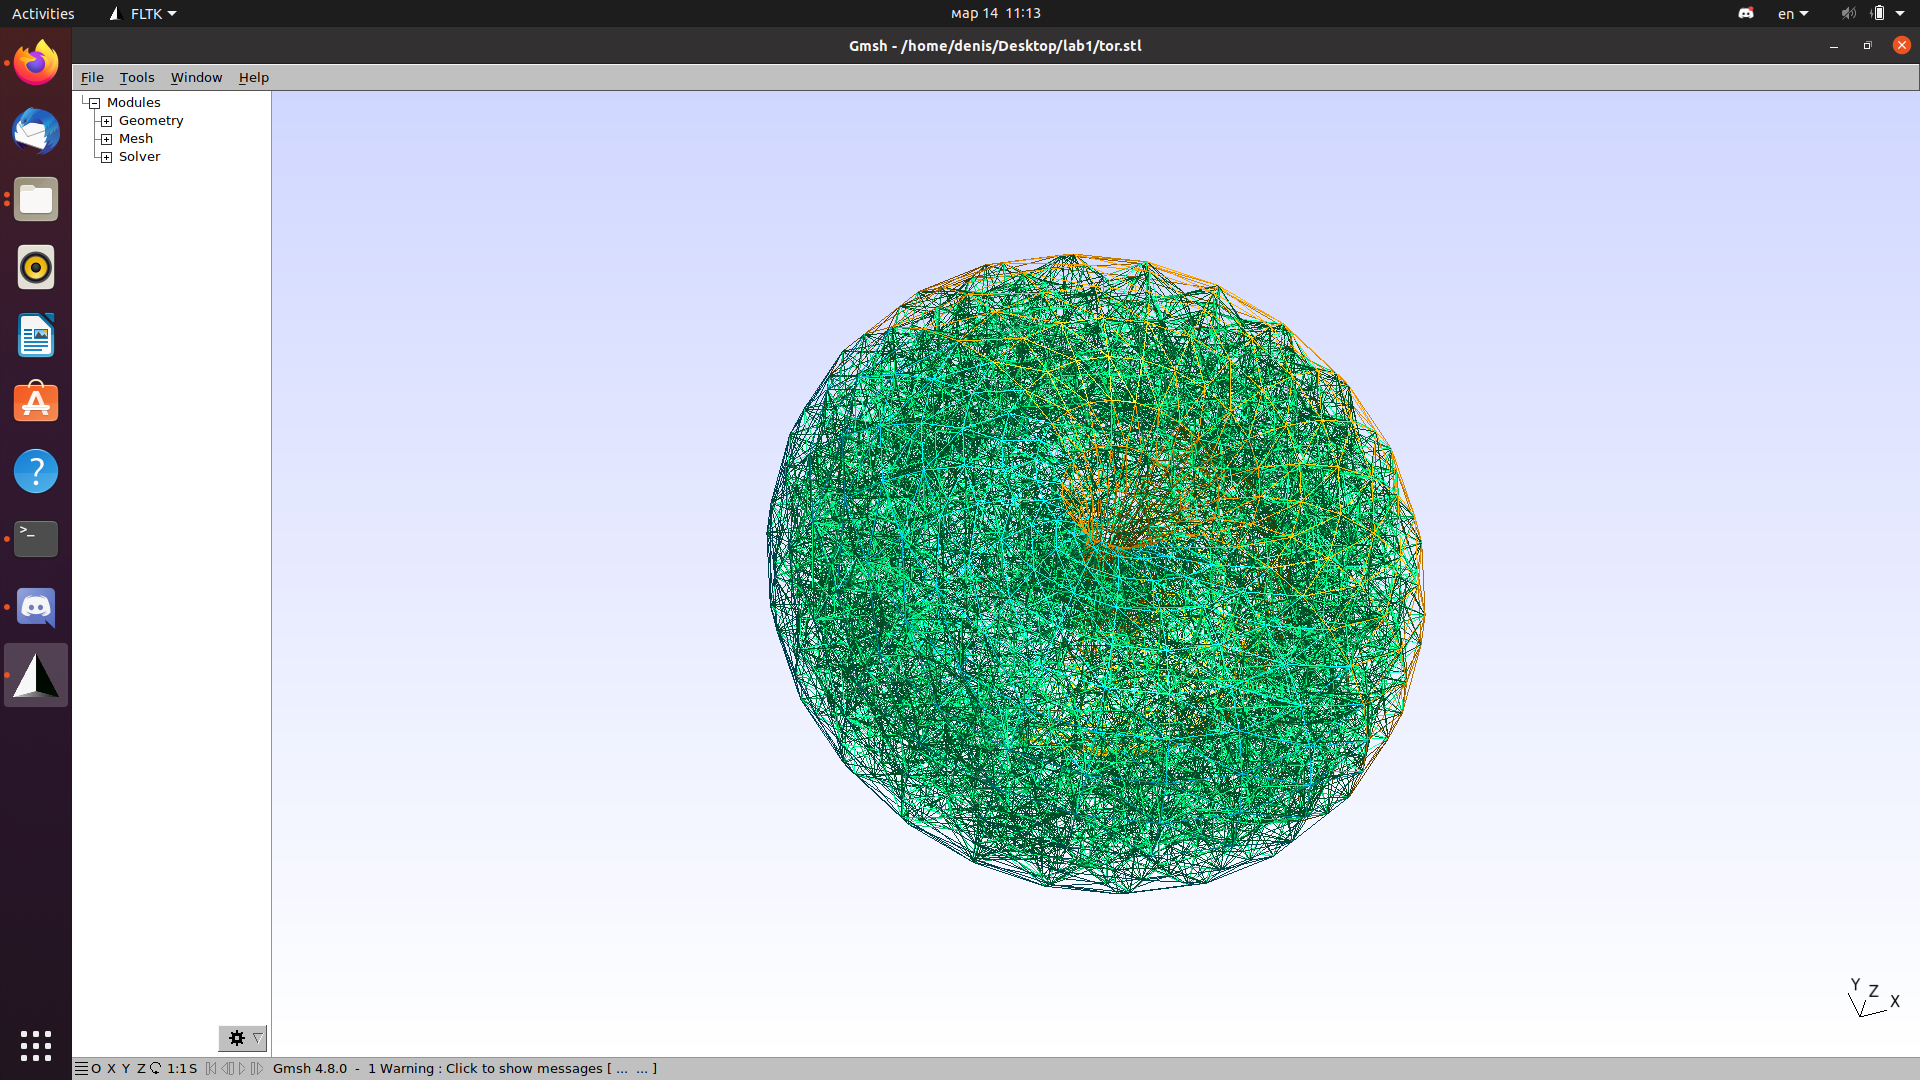 Activities FLTK мар 14 11:13 en
Gmsh - /home/denis/Desktop/lab1/tor.stl
File Tools Window Help
Modules
Geometry
Mesh
Solver
Y Z X
O X Y Z 1:1 S Gmsh 4.8.0 - 1 Warning : Click to show messages [ ... ... ]